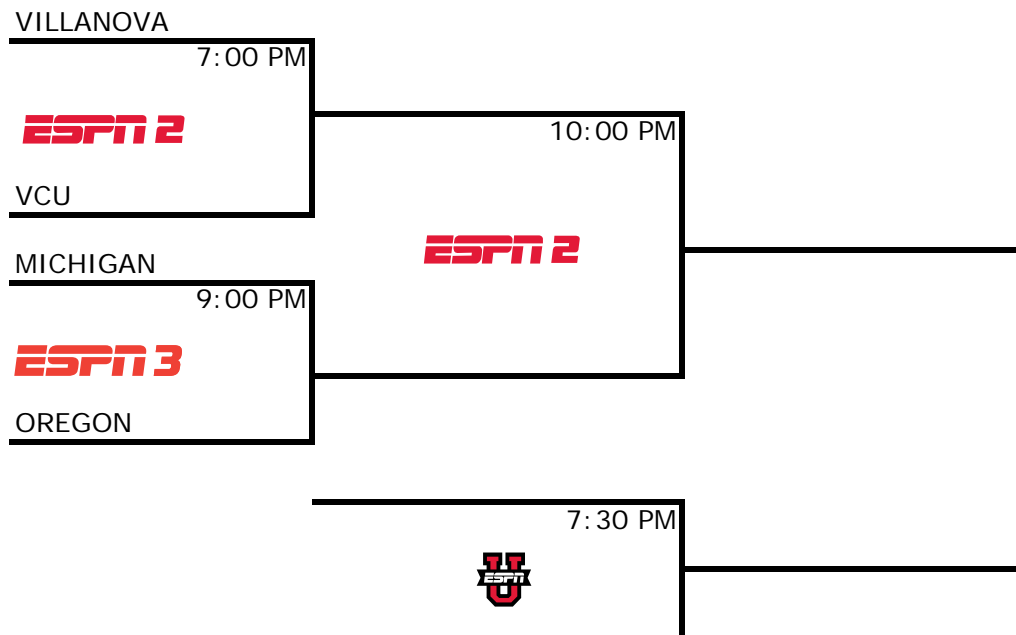 VILLANOVA
7:00 PM
ESPN 2
VCU
10:00 PM
ESPN 2
MICHIGAN
9:00 PM
ESPN 3
OREGON
7:30 PM
U
ESPN